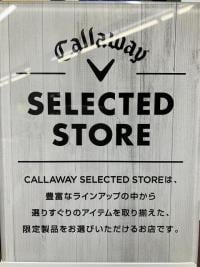 Callaway
SELECTED
STORE
CALLAWAY SELECTED STOREは、
豊富なラインアップの中から
選りすぐりのアイテムを取り揃えた、
限定製品をお選びいただけるお店です。